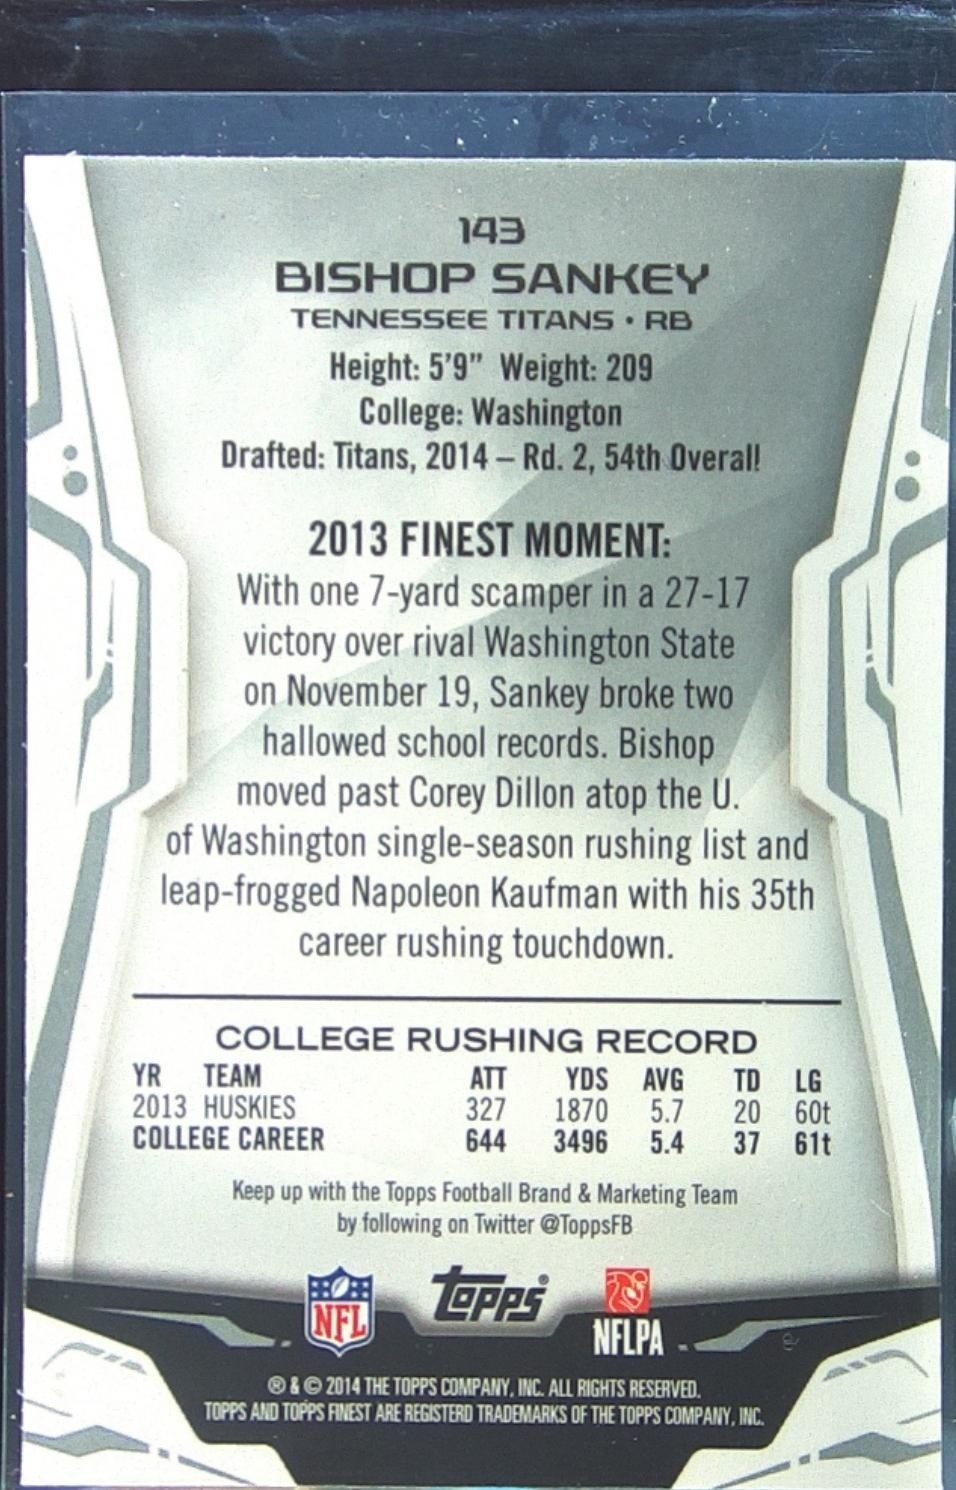 143
BISHOP SANKEY
TENNESSEE TITANS • RB
Height: 5'9" Weight: 209
College: Washington
Drafted: Titans, 2014 – Rd. 2, 54th Overall
2013 FINEST MOMENT:
With one 7-yard scamper in a 27-17
victory over rival Washington State
on November 19, Sankey broke two
hallowed school records. Bishop
moved past Corey Dillon atop the U.
of Washington single-season rushing list and
leap-frogged Napoleon Kaufman with his 35th
career rushing touchdown.
COLLEGE RUSHING RECORD
YR TEAM ATT YDS AVG TD LG
2013 HUSKIES 327 1870 5.7 20 60t
COLLEGE CAREER 644 3496 5.4 37 61t
Keep up with the Topps Football Brand & Marketing Team
by following on Twitter @ToppsFB
NFL topps® NFLPA
® & © 2014 THE TOPPS COMPANY, INC. ALL RIGHTS RESERVED.
TOPPS AND TOPPS FINEST ARE REGISTERD TRADEMARKS OF THE TOPPS COMPANY, INC.